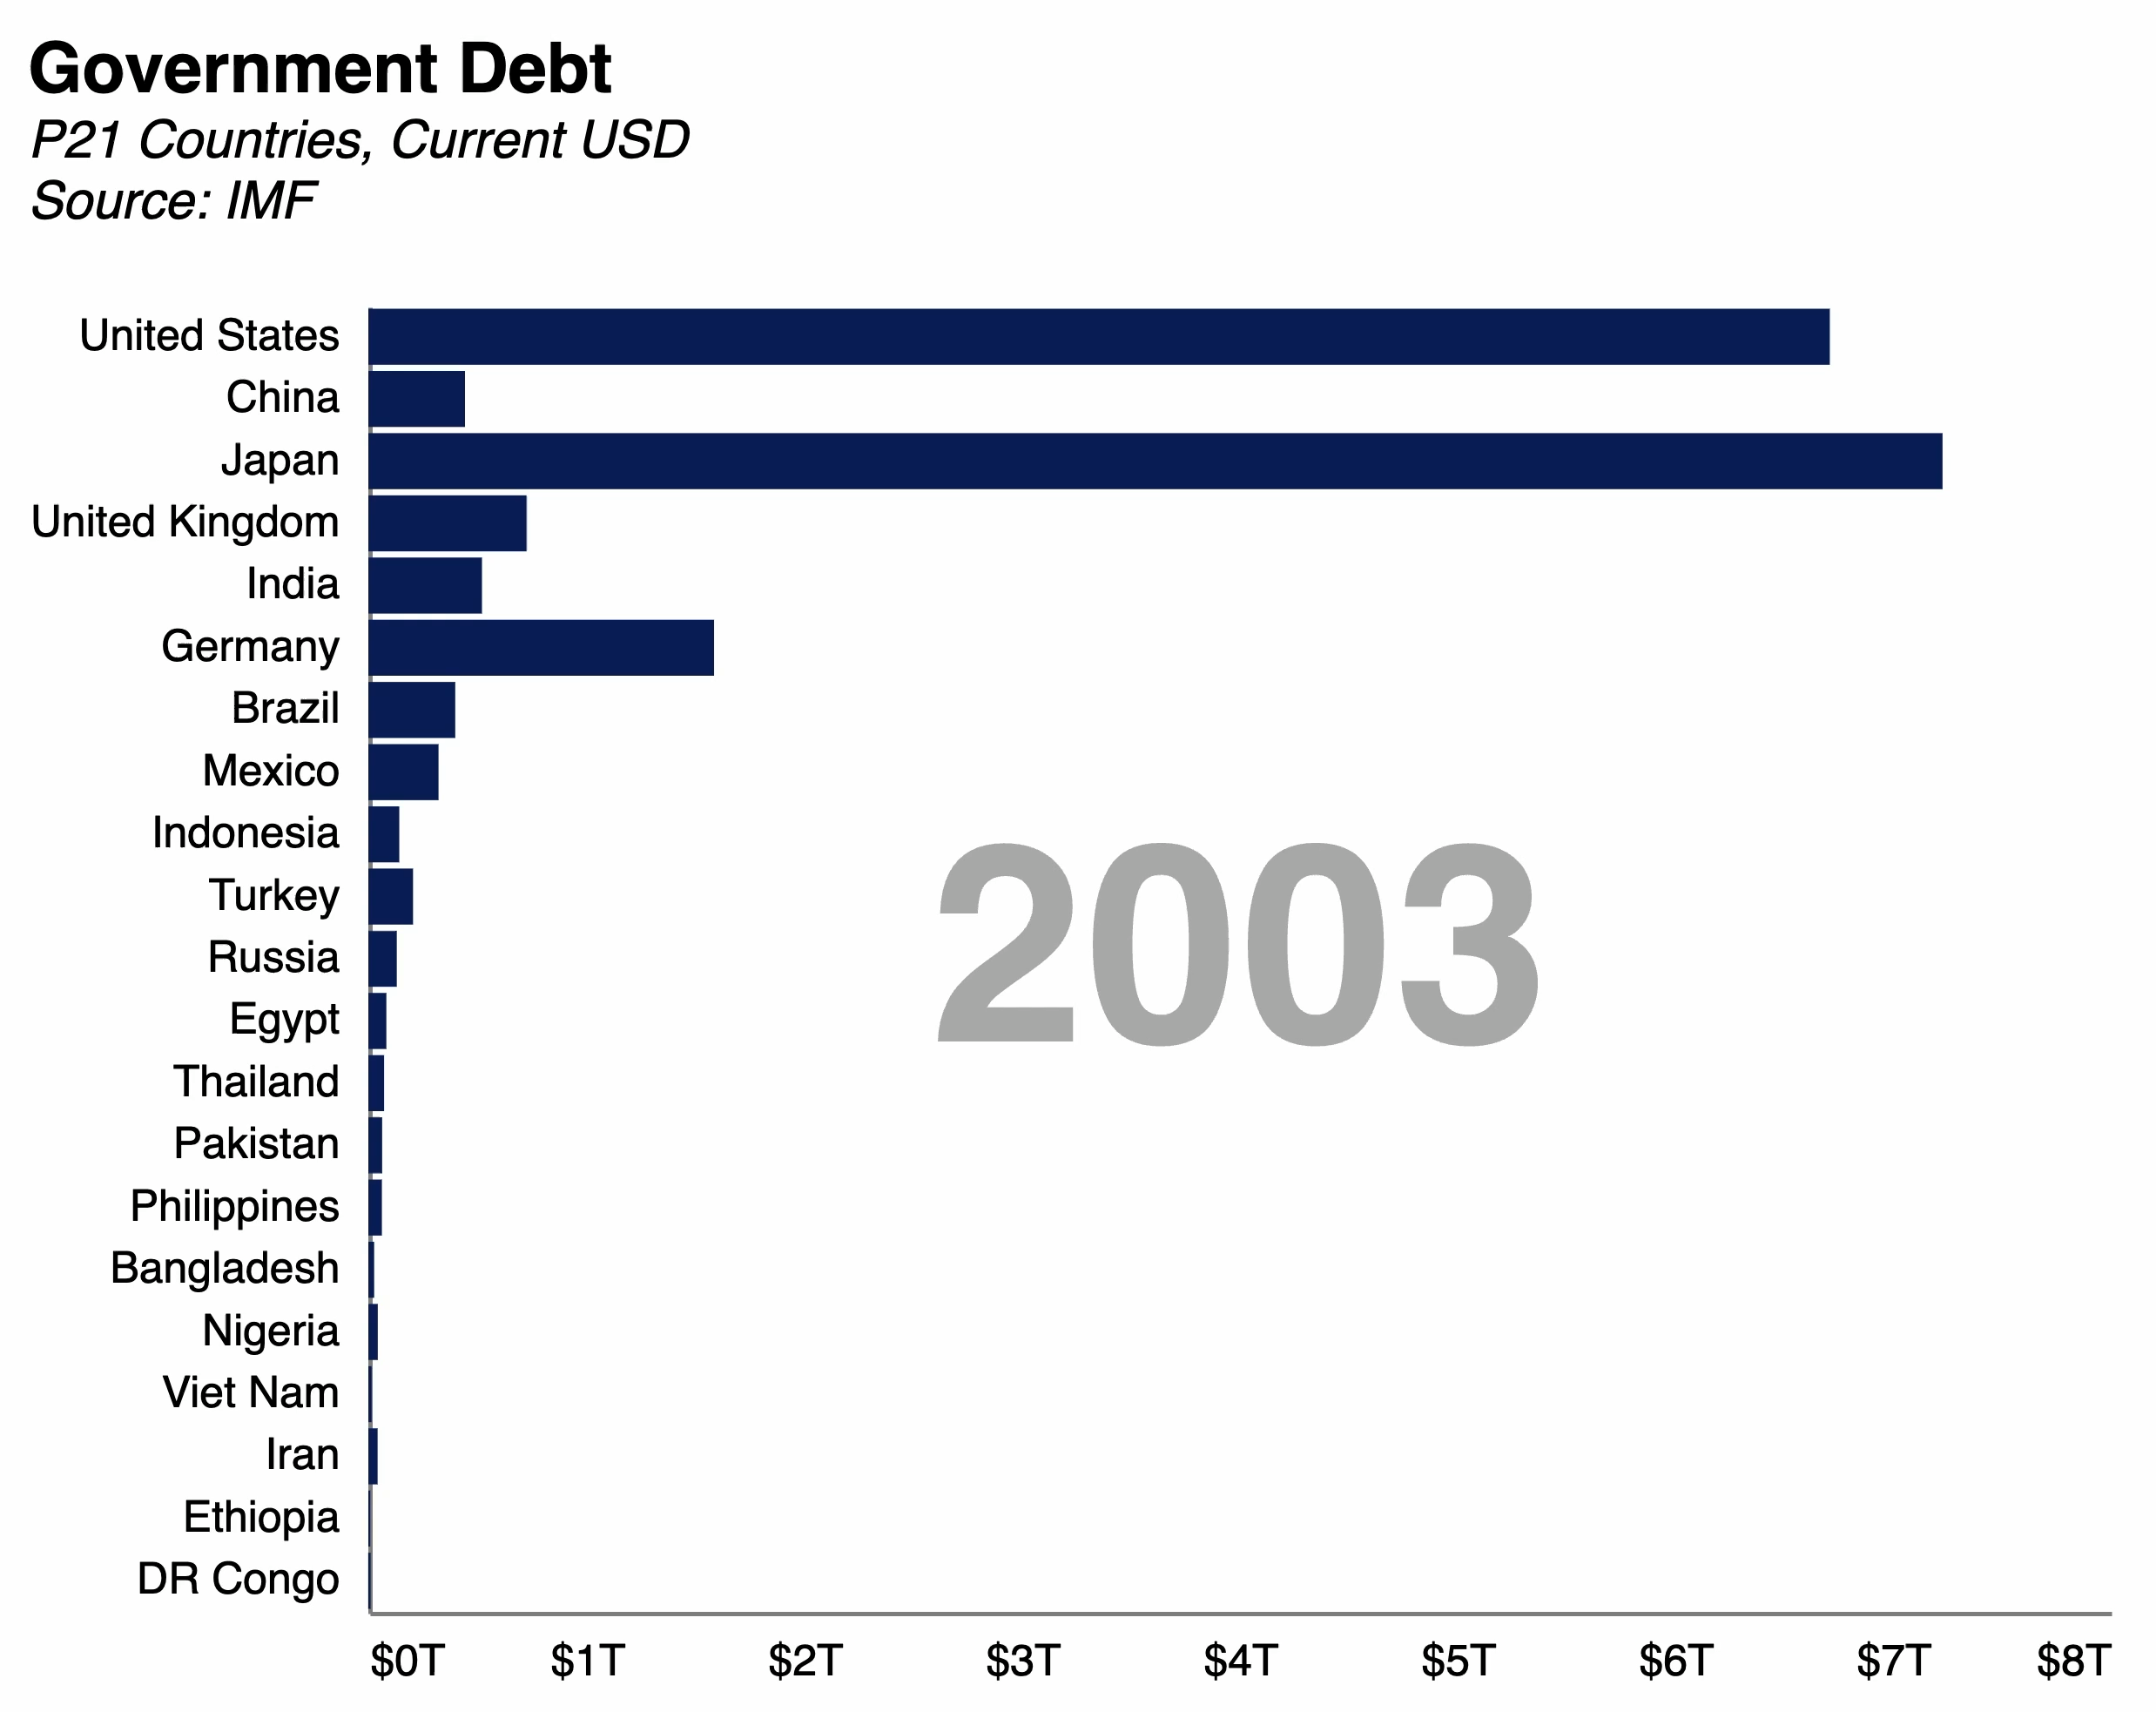 Government Debt
P21 Countries, Current USD
Source: IMF
United States
China
Japan
United Kingdom
India
Germany
Brazil
Mexico
Indonesia
Turkey
Russia
Egypt
Thailand
Pakistan
Philippines
Bangladesh
Nigeria
Viet Nam
Iran
Ethiopia
DR Congo
2003
$0T $1T $2T $3T $4T $5T $6T $7T $8T